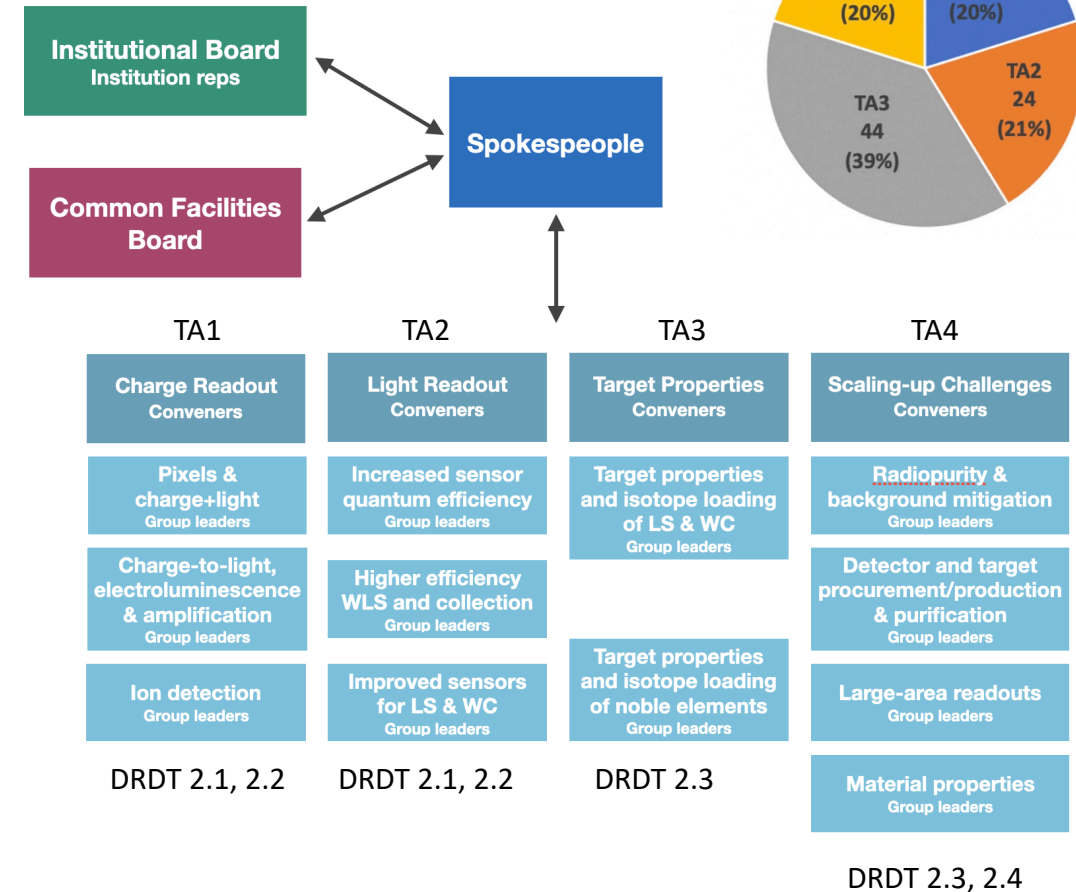 Institutional Board
Institution reps
Common Facilities
Board
Spokespeople
(20%)
(20%)
TA2
24
(21%)
TA3
44
(39%)
TA1
Charge Readout
Conveners
Pixels &
charge+light
Group leaders
Charge-to-light,
electroluminescence
& amplification
Group leaders
Ion detection
Group leaders
DRDT 2.1, 2.2
TA2
Light Readout
Conveners
Increased sensor
quantum efficiency
Group leaders
Higher efficiency
WLS and collection
Group leaders
Improved sensors
for LS & WC
Group leaders
DRDT 2.1, 2.2
TA3
Target Properties
Conveners
Target properties
and isotope loading
of LS & WC
Group leaders
Target properties
and isotope loading
of noble elements
Group leaders
DRDT 2.3
TA4
Scaling-up Challenges
Conveners
Radiopurity &
background mitigation
Group leaders
Detector and target
procurement/production
& purification
Group leaders
Large-area readouts
Group leaders
Material properties
Group leaders
DRDT 2.3, 2.4